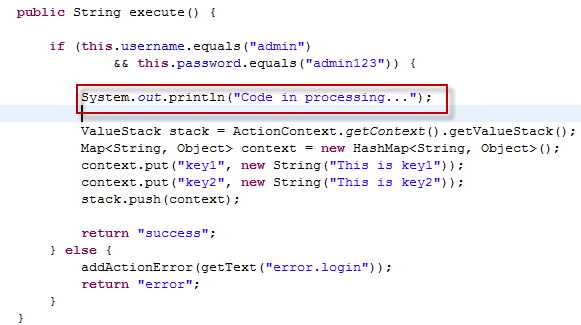 public String execute() {
if (this.username.equals("admin")
&& this.password.equals("admin123")) {
System.out.println("Code in processing...");
ValueStack stack = ActionContext.getContext().getValueStack();
Map<String, Object> context = new HashMap<String, Object>();
context.put("key1", new String("This is key1"));
context.put("key2", new String("This is key2"));
stack.push(context);
return "success";
} else {
addActionError(getText("error.login"));
return "error";
}
}